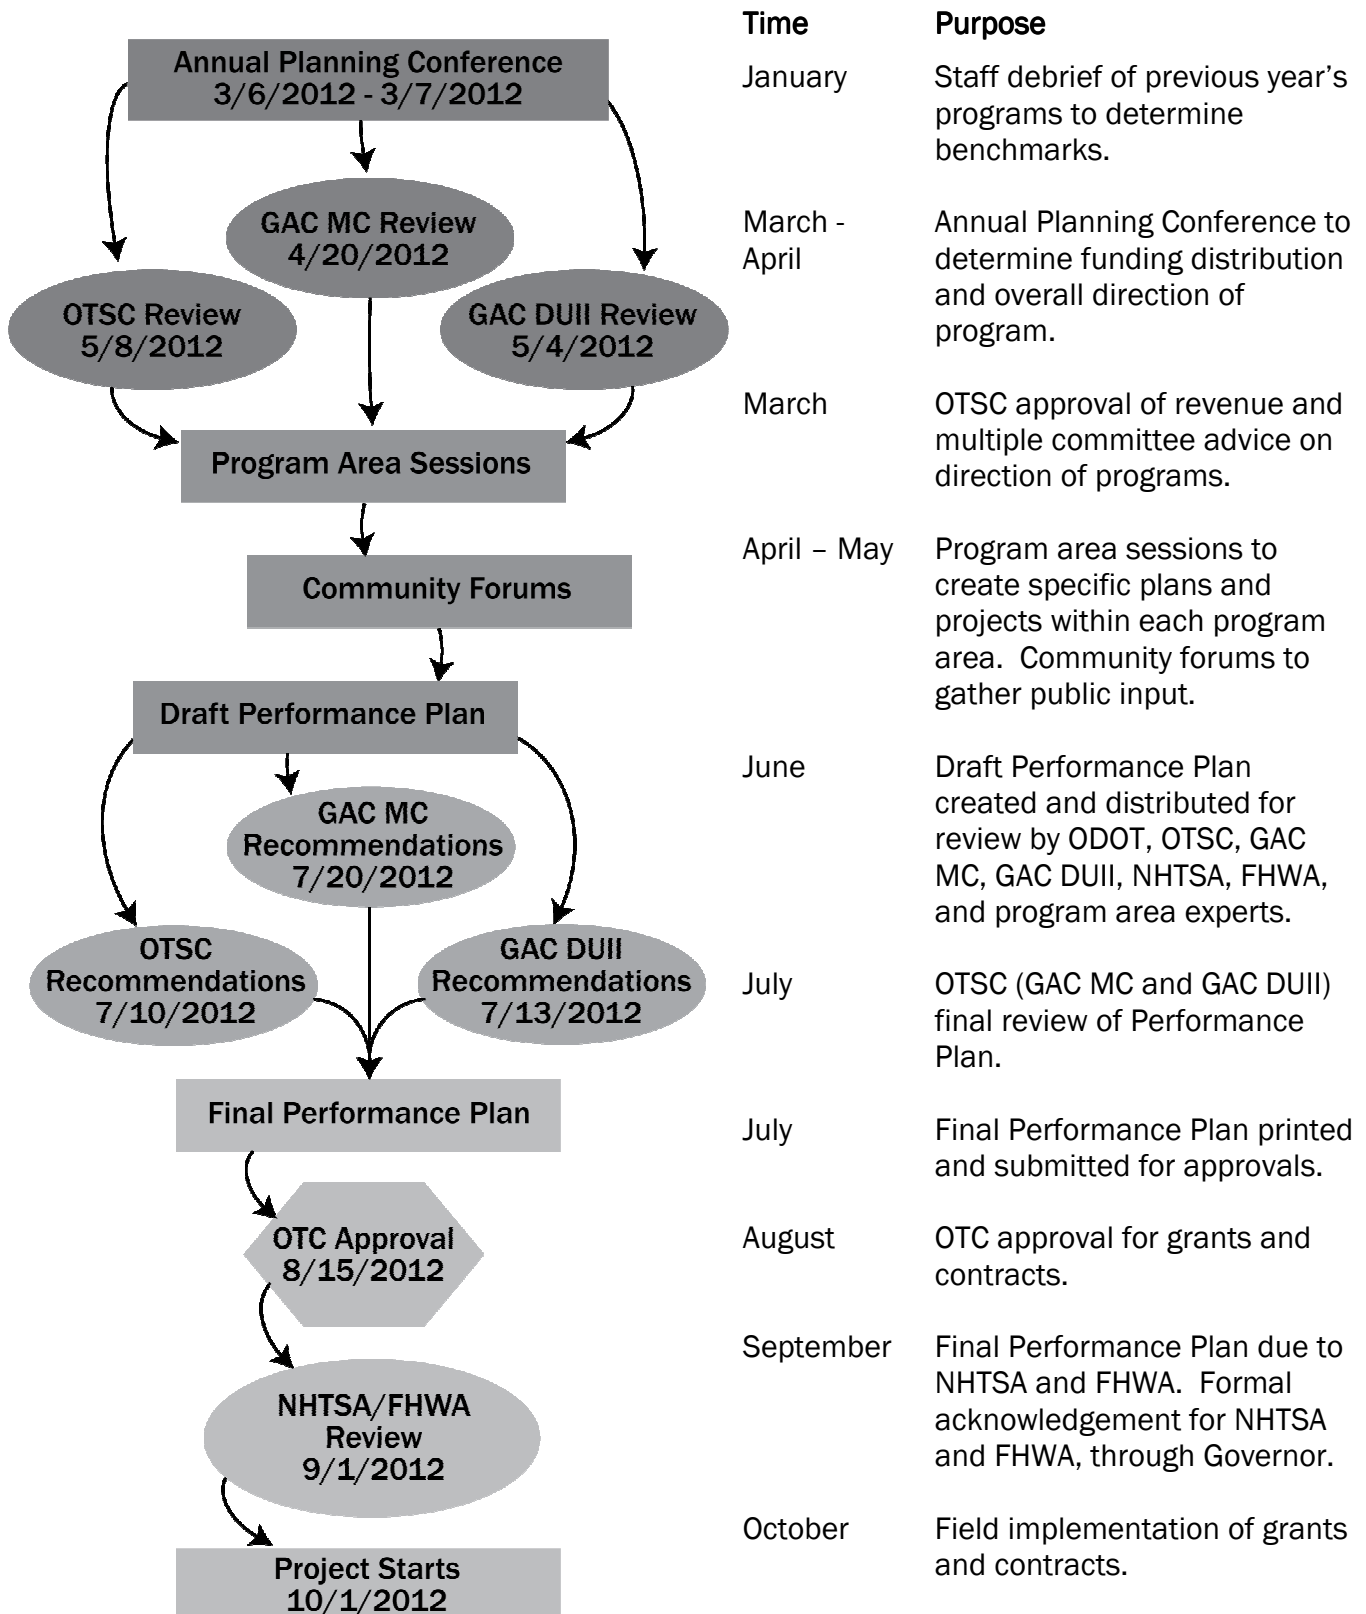 Annual Planning Conference
3/6/2012 - 3/7/2012
GAC MC Review
4/20/2012
OTSC Review
5/8/2012
GAC DUII Review
5/4/2012
Program Area Sessions
Community Forums
Draft Performance Plan
GAC MC
Recommendations
7/20/2012
OTSC
Recommendations
7/10/2012
GAC DUII
Recommendations
7/13/2012
Final Performance Plan
OTC Approval
8/15/2012
NHTSA/FHWA
Review
9/1/2012
Project Starts
10/1/2012
Time Purpose
January Staff debrief of previous year's
programs to determine
benchmarks.
March - Annual Planning Conference to
April determine funding distribution
and overall direction of
program.
March OTSC approval of revenue and
multiple committee advice on
direction of programs.
April – May Program area sessions to
create specific plans and
projects within each program
area. Community forums to
gather public input.
June Draft Performance Plan
created and distributed for
review by ODOT, OTSC, GAC
MC, GAC DUII, NHTSA, FHWA,
and program area experts.
July OTSC (GAC MC and GAC DUII)
final review of Performance
Plan.
July Final Performance Plan printed
and submitted for approvals.
August OTC approval for grants and
contracts.
September Final Performance Plan due to
NHTSA and FHWA. Formal
acknowledgement for NHTSA
and FHWA, through Governor.
October Field implementation of grants
and contracts.